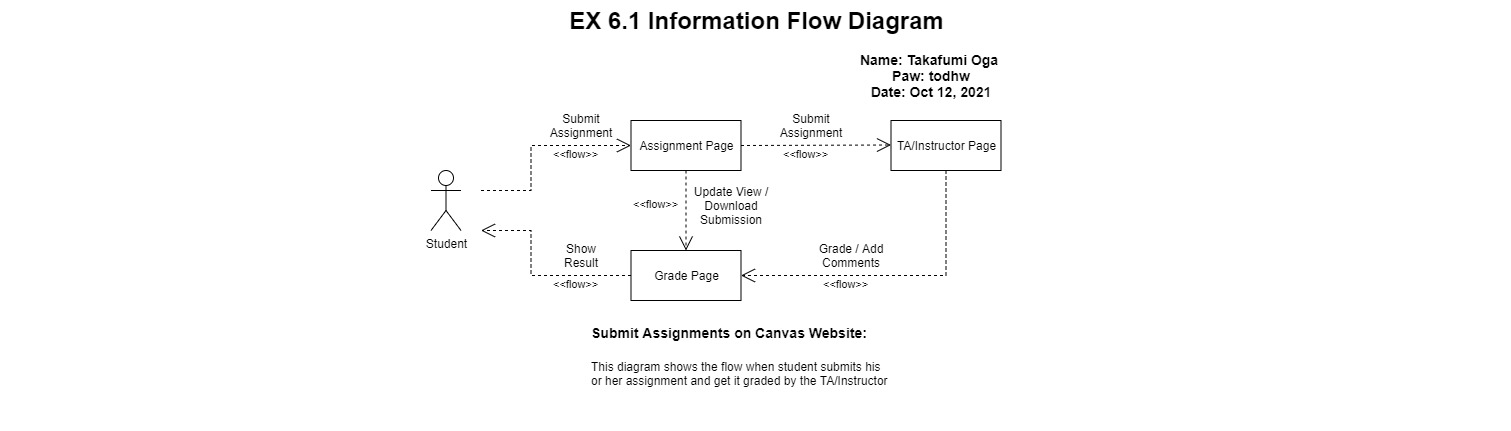 EX 6.1 Information Flow Diagram
Name: Takafumi Oga
Paw: todhw
Date: Oct 12, 2021
Submit
Assignment
<<flow>>
Assignment Page
Submit
Assignment
<<flow>>
TA/Instructor Page
Student
<<flow>>
Update View /
Download
Submission
Show
Result
<<flow>>
Grade Page
Grade / Add
Comments
<<flow>>
Submit Assignments on Canvas Website:
This diagram shows the flow when student submits his
or her assignment and get it graded by the TA/Instructor